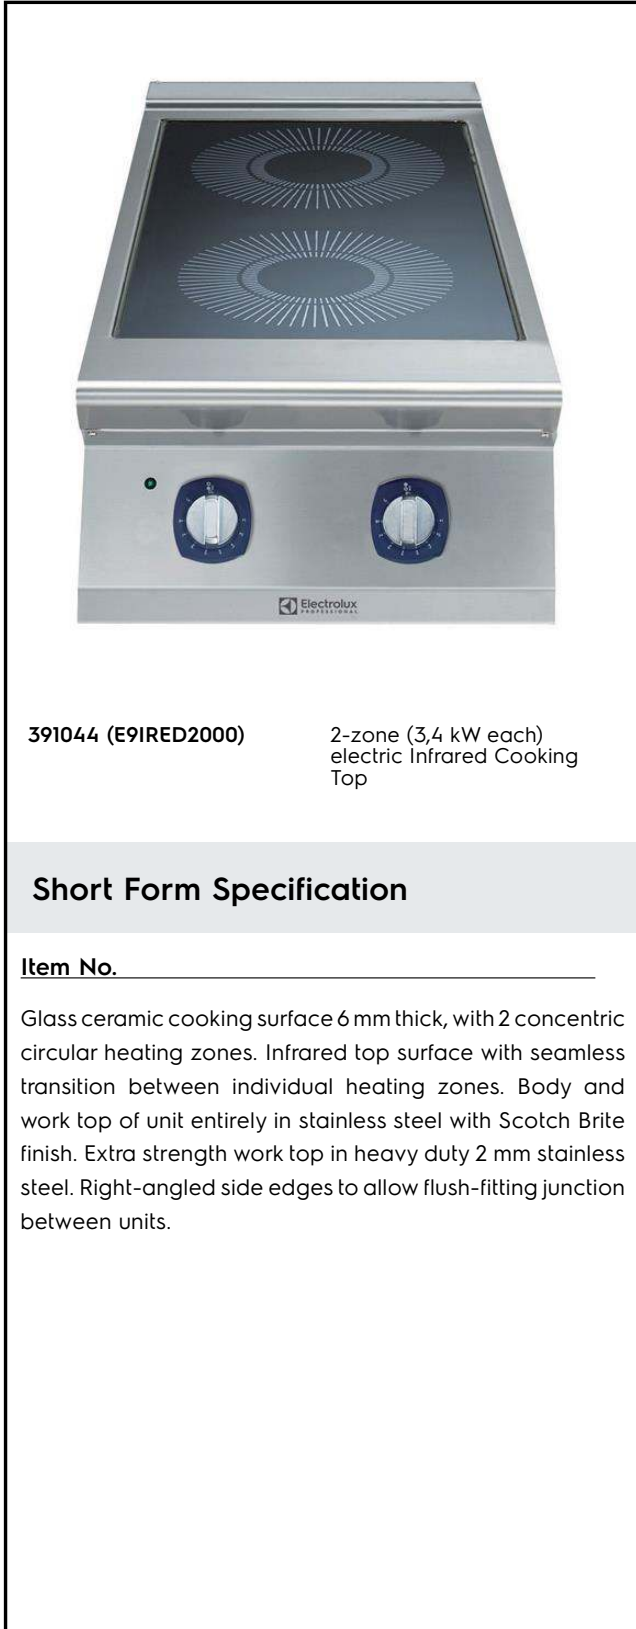 Electrolux
PROFESSIONAL
391044 (E9IRED2000)
2-zone (3,4 kW each)
electric Infrared Cooking
Top
Short Form Specification
Item No.
Glass ceramic cooking surface 6 mm thick, with 2 concentric
circular heating zones. Infrared top surface with seamless
transition between individual heating zones. Body and
work top of unit entirely in stainless steel with Scotch Brite
finish. Extra strength work top in heavy duty 2 mm stainless
steel. Right-angled side edges to allow flush-fitting junction
between units.